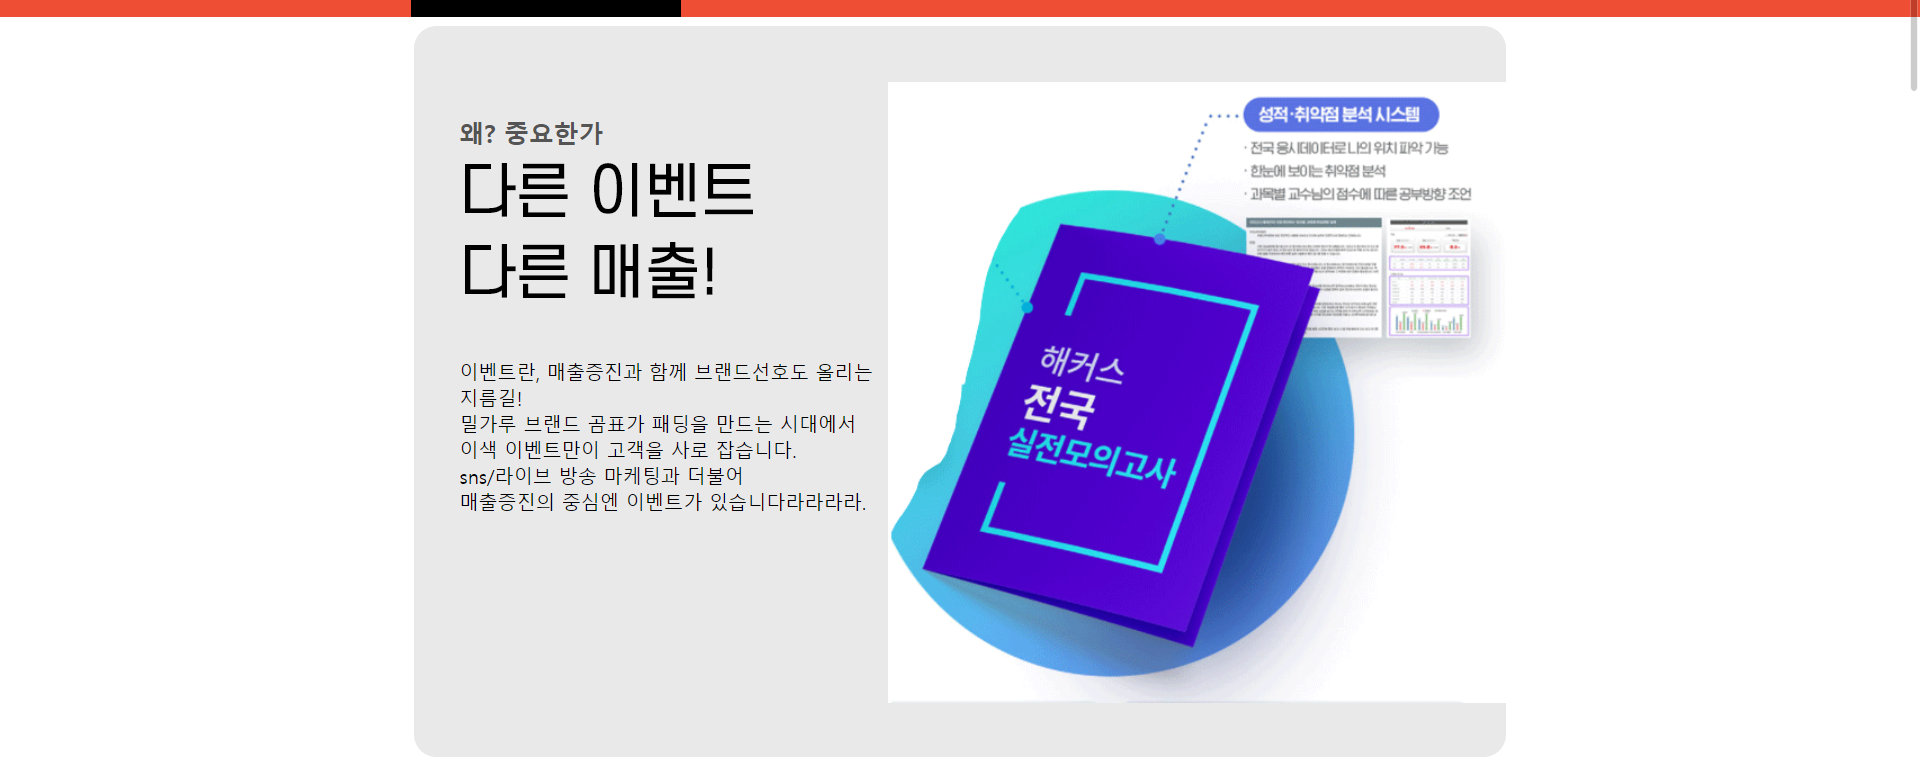 왜? 중요한가
다른 이벤트
다른 매출!
이벤트란, 매출증진과 함께 브랜드선호도 올리는
지름길!
밀가루 브랜드 곰표가 패딩을 만드는 시대에서
이색 이벤트만이 고객을 사로 잡습니다.
sns/라이브 방송 마케팅과 더불어
매출증진의 중심엔 이벤트가 있습니다라라라라.
성적·취약점 분석 시스템
· 전국 응시데이터로 나의 위치 파악 가능
· 한눈에 보이는 취약점 분석
· 과목별 교수님의 점수에 따른 공부방향 조언
해커스
전국
실전모의고사